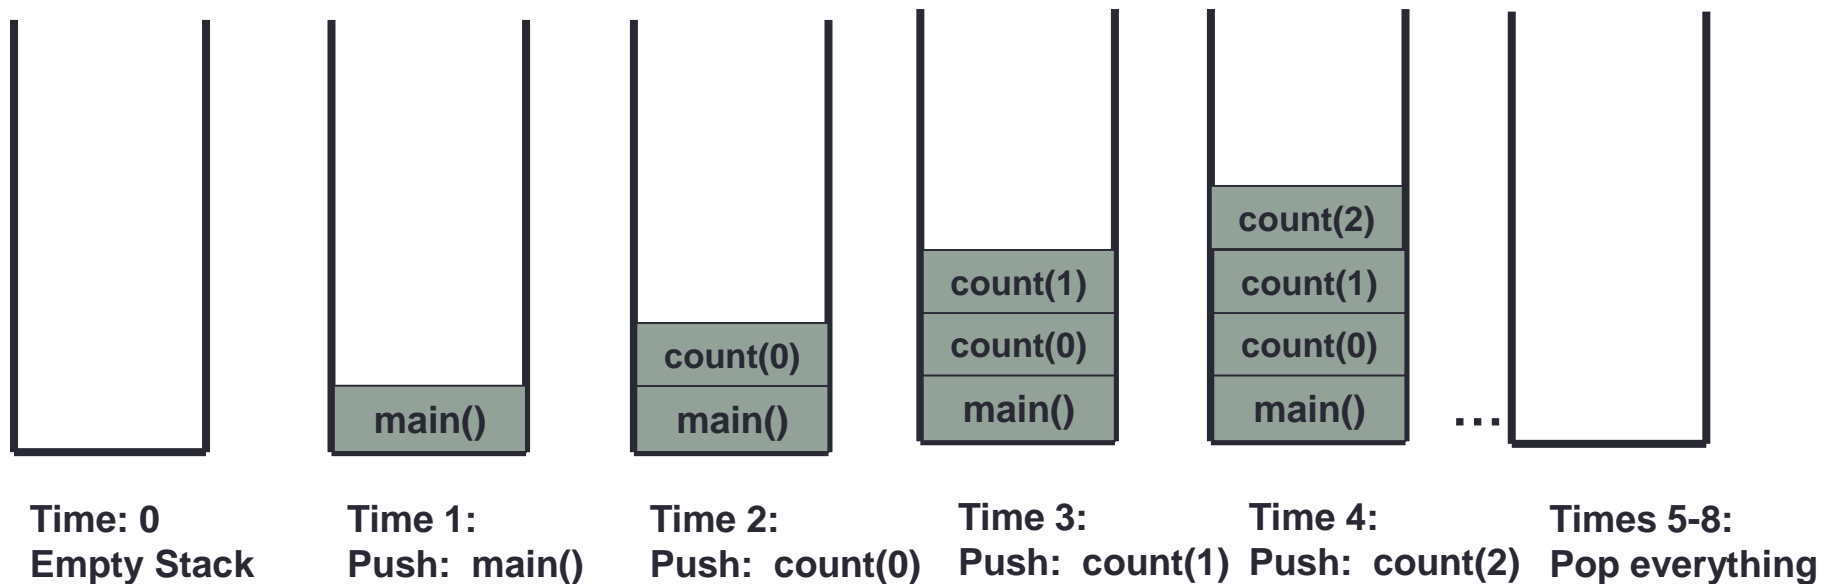 count(2)
count(1)
count(1)
count(0)
count(0)
count(0)
main()
main()
main()
main()
...
Time: 0
Empty Stack
Time 1:
Push: main()
Time 2:
Push: count(0)
Time 3:
Push: count(1)
Time 4:
Push: count(2)
Times 5-8:
Pop everything